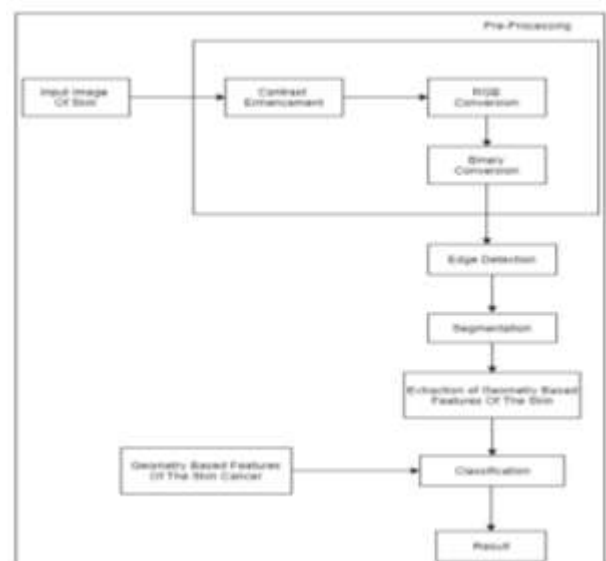 Pre-Processing
Input Image
Of Skin
Contrast
Enhancement
RGB
Conversion
Binary
Conversion
Edge Detection
Segmentation
Extraction of Geometry Based
Features Of The Skin
Geometry Based Features
Of The Skin Cancer
Classification
Result